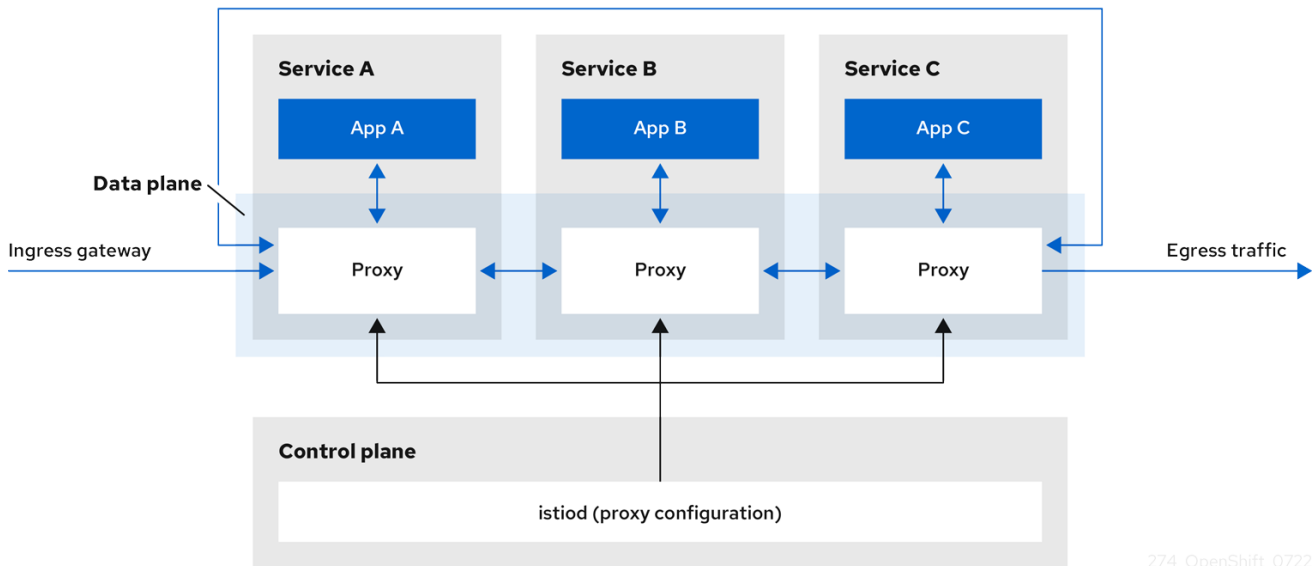 Service A
Service B
Service C
App A
App B
App C
Data plane
Ingress gateway
Proxy
Proxy
Proxy
Egress traffic
Control plane
istiod (proxy configuration)
274_OpenShift_0722